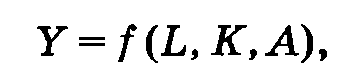 Y = f (L, K, A),